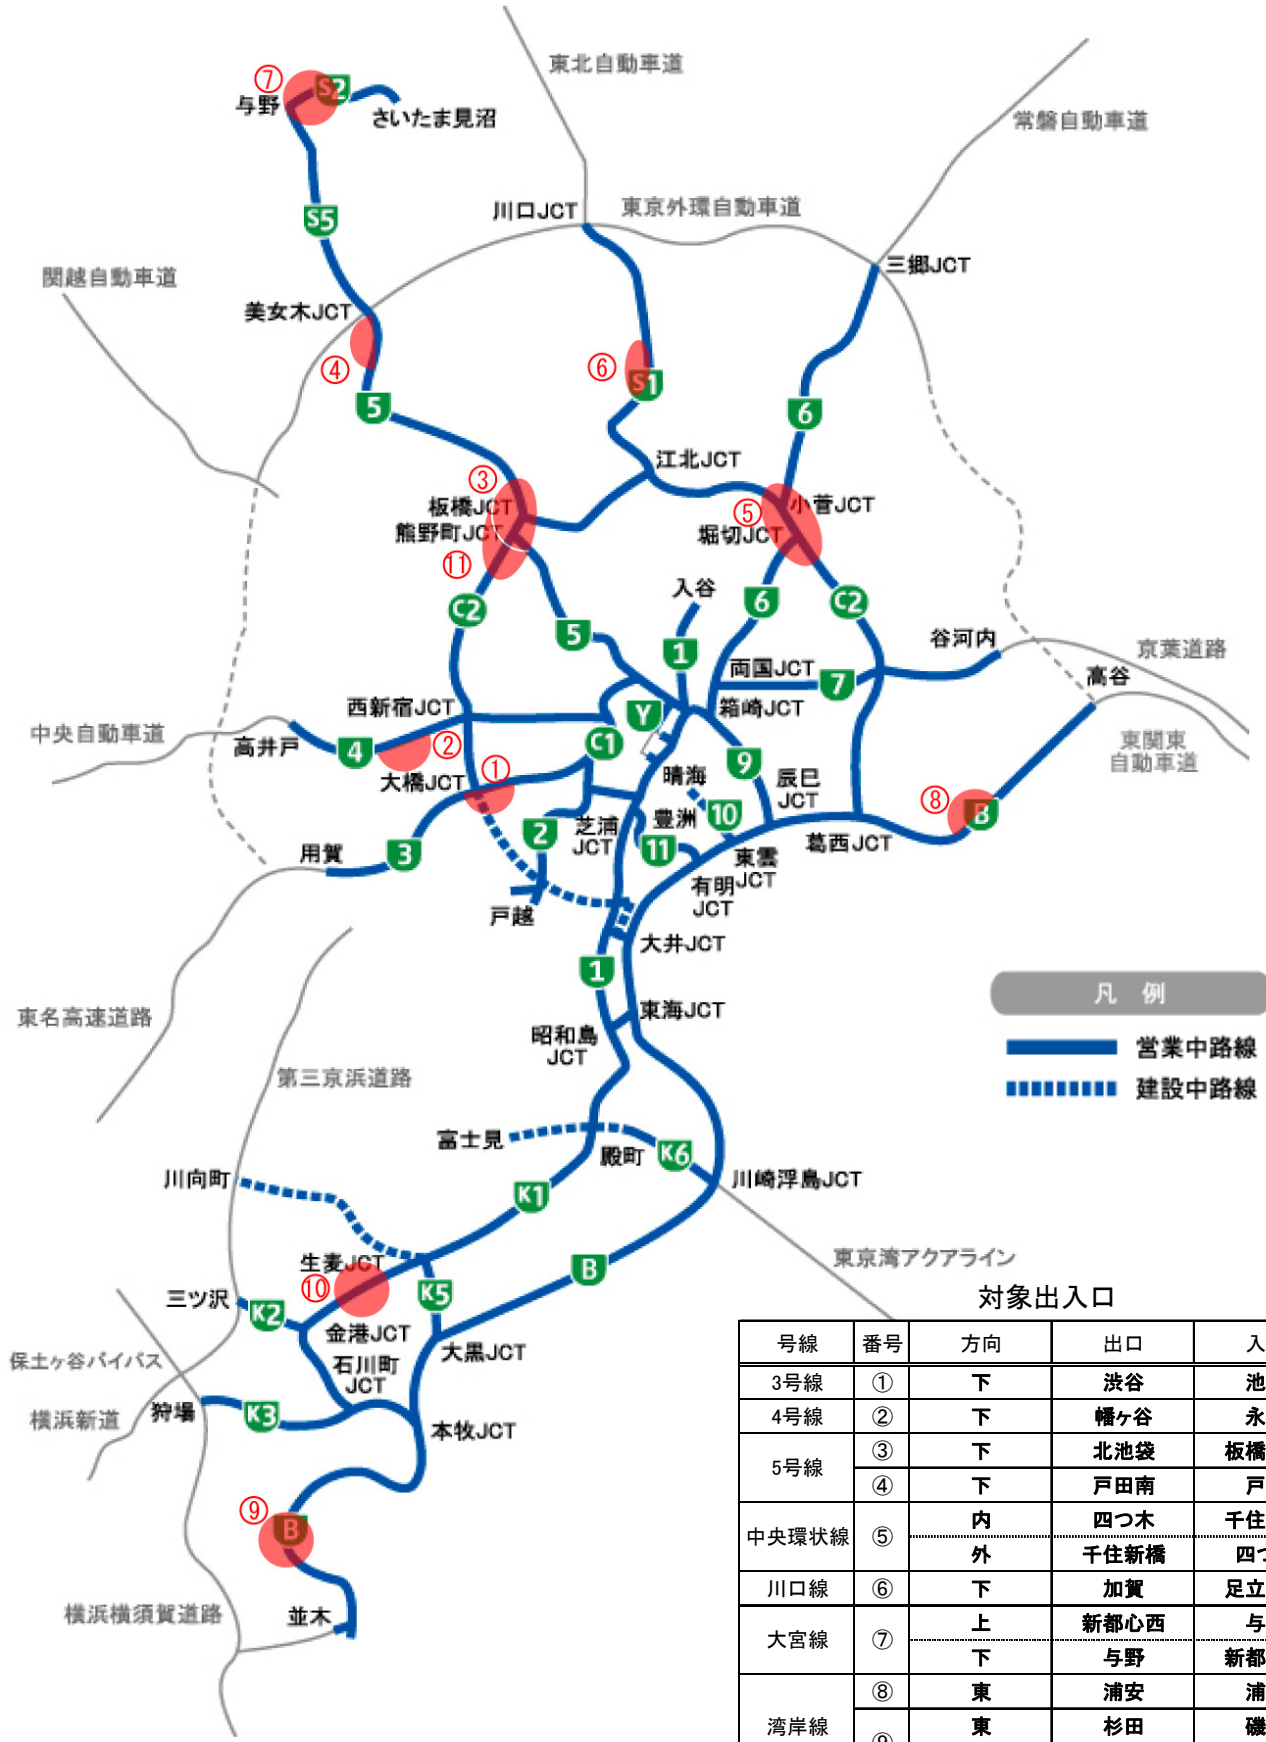 東北自動車道
⑦
S2
与野
さいたま見沼
常磐自動車道
川口JCT
東京外環自動車道
S5
三郷JCT
関越自動車道
美女木JCT
④
⑥
S1
5
6
江北JCT
③
板橋JCT
小菅JCT
⑤
熊野町JCT
堀切JCT
⑪
入谷
C2
6
C2
5
1
谷河内
京葉道路
両国JCT
7
高谷
西新宿JCT
Y
箱崎JCT
中央自動車道
高井戸
4
②
C1
9
東関東
自動車道
大橋JCT
①
晴海
辰巳
JCT
⑧
B
10
豊洲
2
芝浦
JCT
11
葛西JCT
用賀
3
東雲
JCT
有明
JCT
戸越
大井JCT
1
凡 例
東名高速道路
東海JCT
昭和島
JCT
営業中路線
第三京浜道路
建設中路線
富士見
殿町
K6
川向町
K1
川崎浮島JCT
生麦JCT
B
東京湾アクアライン
⑩
K5
三ツ沢
K2
金港JCT
大黒JCT
保土ヶ谷バイパス
石川町
JCT
横浜新道
狩場
K3
本牧JCT
⑨
B
横浜横須賀道路
並木
対象出入口
号線 番号 方向 出口 入
3号線 ① 下 渋谷 池
4号線 ② 下 幡ヶ谷 永
5号線 ③ 下 北池袋 板橋
④ 下 戸田南 戸
中央環状線 ⑤ 内 四つ木 千住
外 千住新橋 四つ
川口線 ⑥ 下 加賀 足立
大宮線 ⑦ 上 新都心西 与
下 与野 新都
湾岸線 ⑧ 東 浦安 浦
⑨ 東 杉田 磯